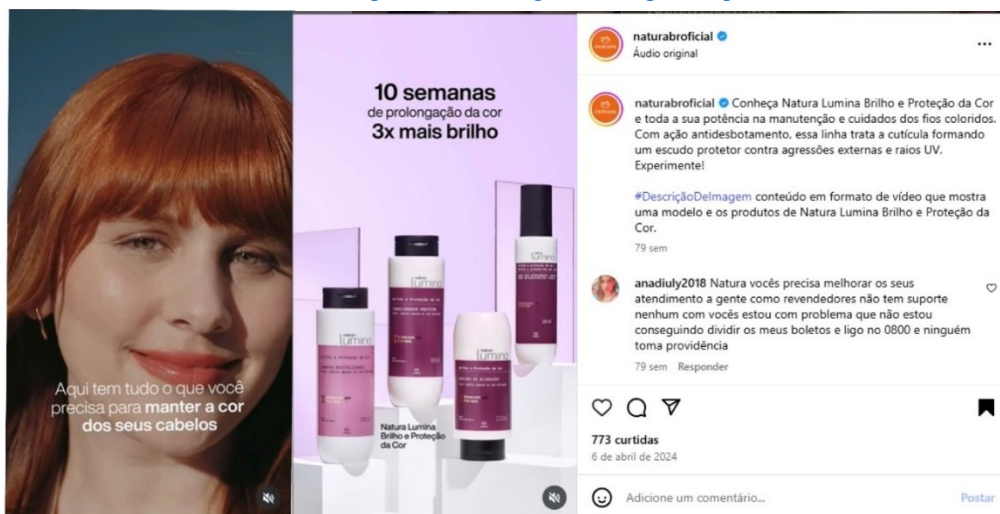 Aqui tem tudo o que você
precisa para manter a cor
dos seus cabelos
10 semanas
de prolongação da cor
3x mais brilho
lumina
lumina
lumina
lumina
Natura Lumina
Brilho e Proteção
da Cor
naturabroficial
Áudio original
naturabroficial Conheça Natura Lumina Brilho e Proteção da Cor
e toda a sua potência na manutenção e cuidados dos fios coloridos.
Com ação antidesbotamento, essa linha trata a cutícula formando
um escudo protetor contra agressões externas e raios UV.
Experimente!
#DescriçãoDeImagem conteúdo em formato de vídeo que mostra
uma modelo e os produtos de Natura Lumina Brilho e Proteção da
Cor.
79 sem
anadiuly2018 Natura vocês precisa melhorar os seus
atendimento a gente como revendedores não tem suporte
nenhum com vocês estou com problema que não estou
conseguindo dividir os meus boletos e ligo no 0800 e ninguém
toma providência
79 sem Responder
773 curtidas
6 de abril de 2024
Adicione um comentário...
Postar